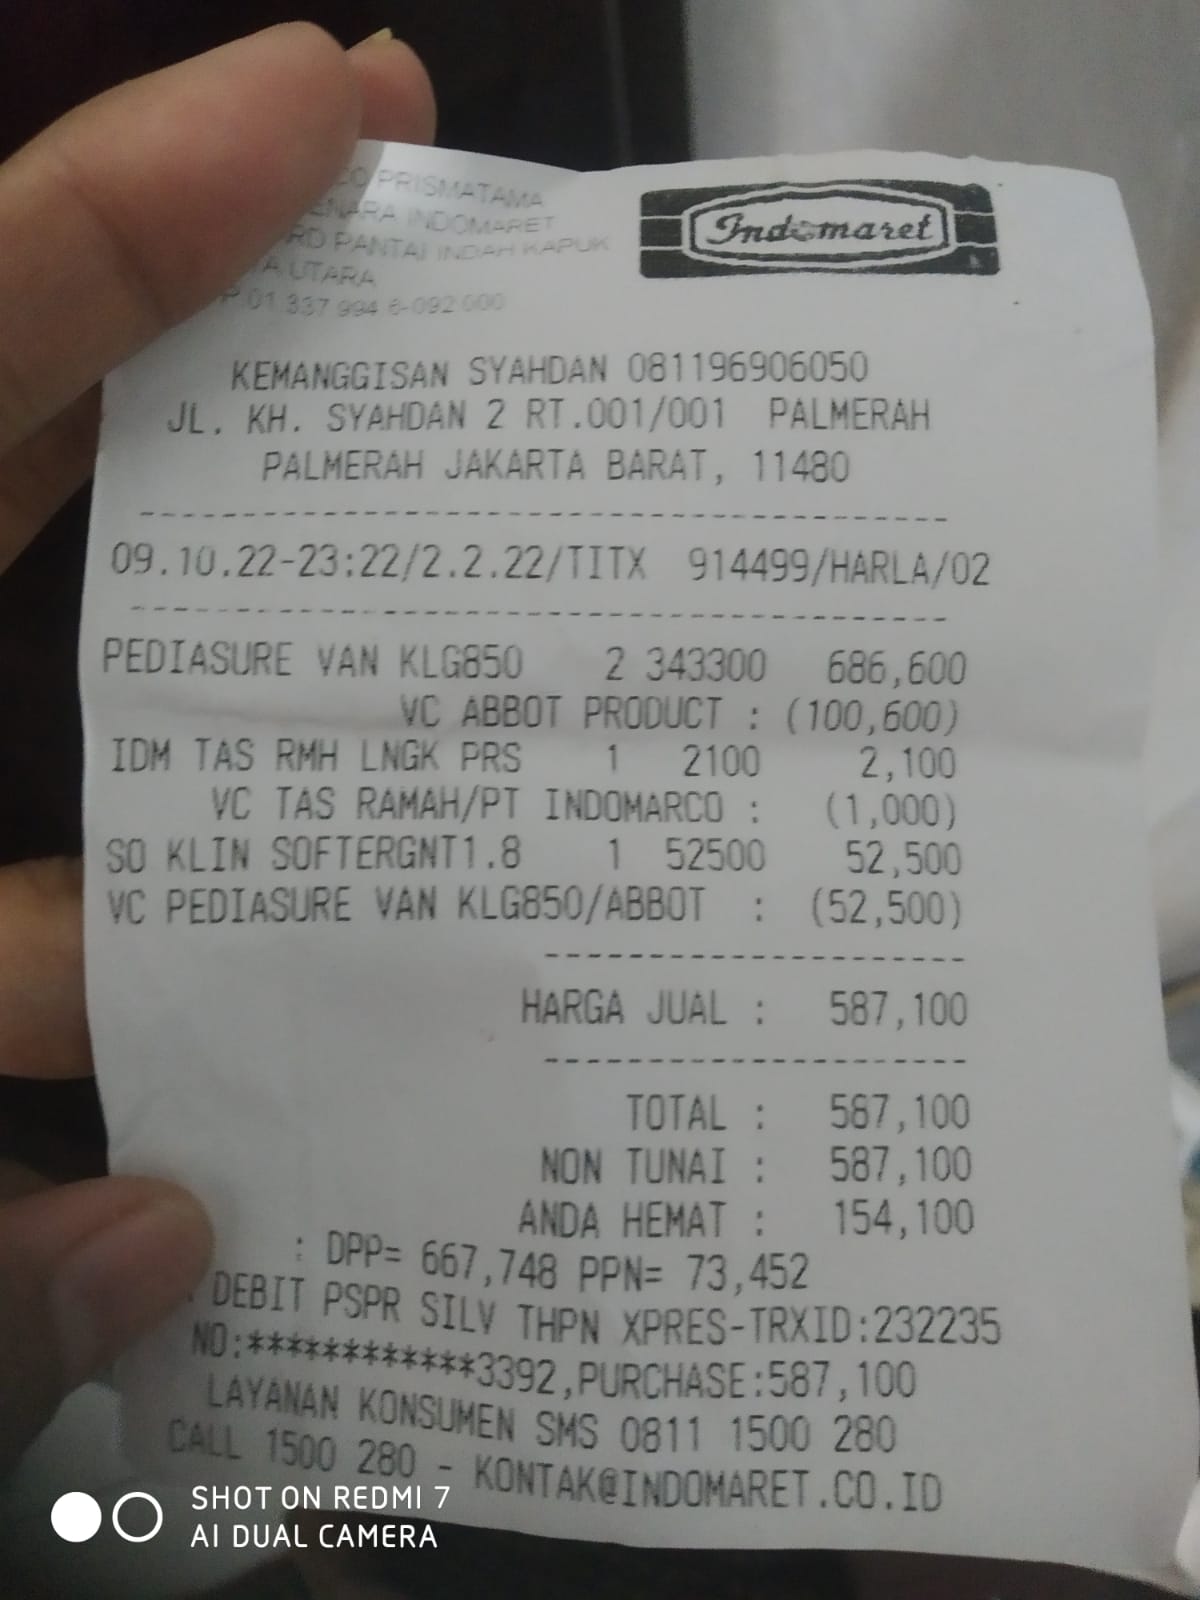 PRISMATAMA
INDOMARET
PANTAI INDAH KAPUK
UTARA
01 337 994 6-092 000
Indomaret
KEMANGGISAN SYAHDAN 081196906050
JL. KH. SYAHDAN 2 RT.001/001 PALMERAH
PALMERAH JAKARTA BARAT, 11480
09.10.22-23:22/2.2.22/TITX 914499/HARLA/02
PEDIASURE VAN KLG850 2 343300 686,600
VC ABBOT PRODUCT : (100,600)
IDM TAS RMH LNGK PRS 1 2100 2,100
VC TAS RAMAH/PT INDOMARCO : (1,000)
SO KLIN SOFTERGNT1.8 1 52500 52,500
VC PEDIASURE VAN KLG850/ABBOT : (52,500)
HARGA JUAL : 587,100
TOTAL : 587,100
NON TUNAI : 587,100
ANDA HEMAT : 154,100
: DPP= 667,748 PPN= 73,452
DEBIT PSPR SILV THPN XPRES-TRXID:232235
NO:************3392,PURCHASE:587,100
LAYANAN KONSUMEN SMS 0811 1500 280
CALL 1500 280 - KONTAK@INDOMARET.CO.ID
SHOT ON REDMI 7
AI DUAL CAMERA